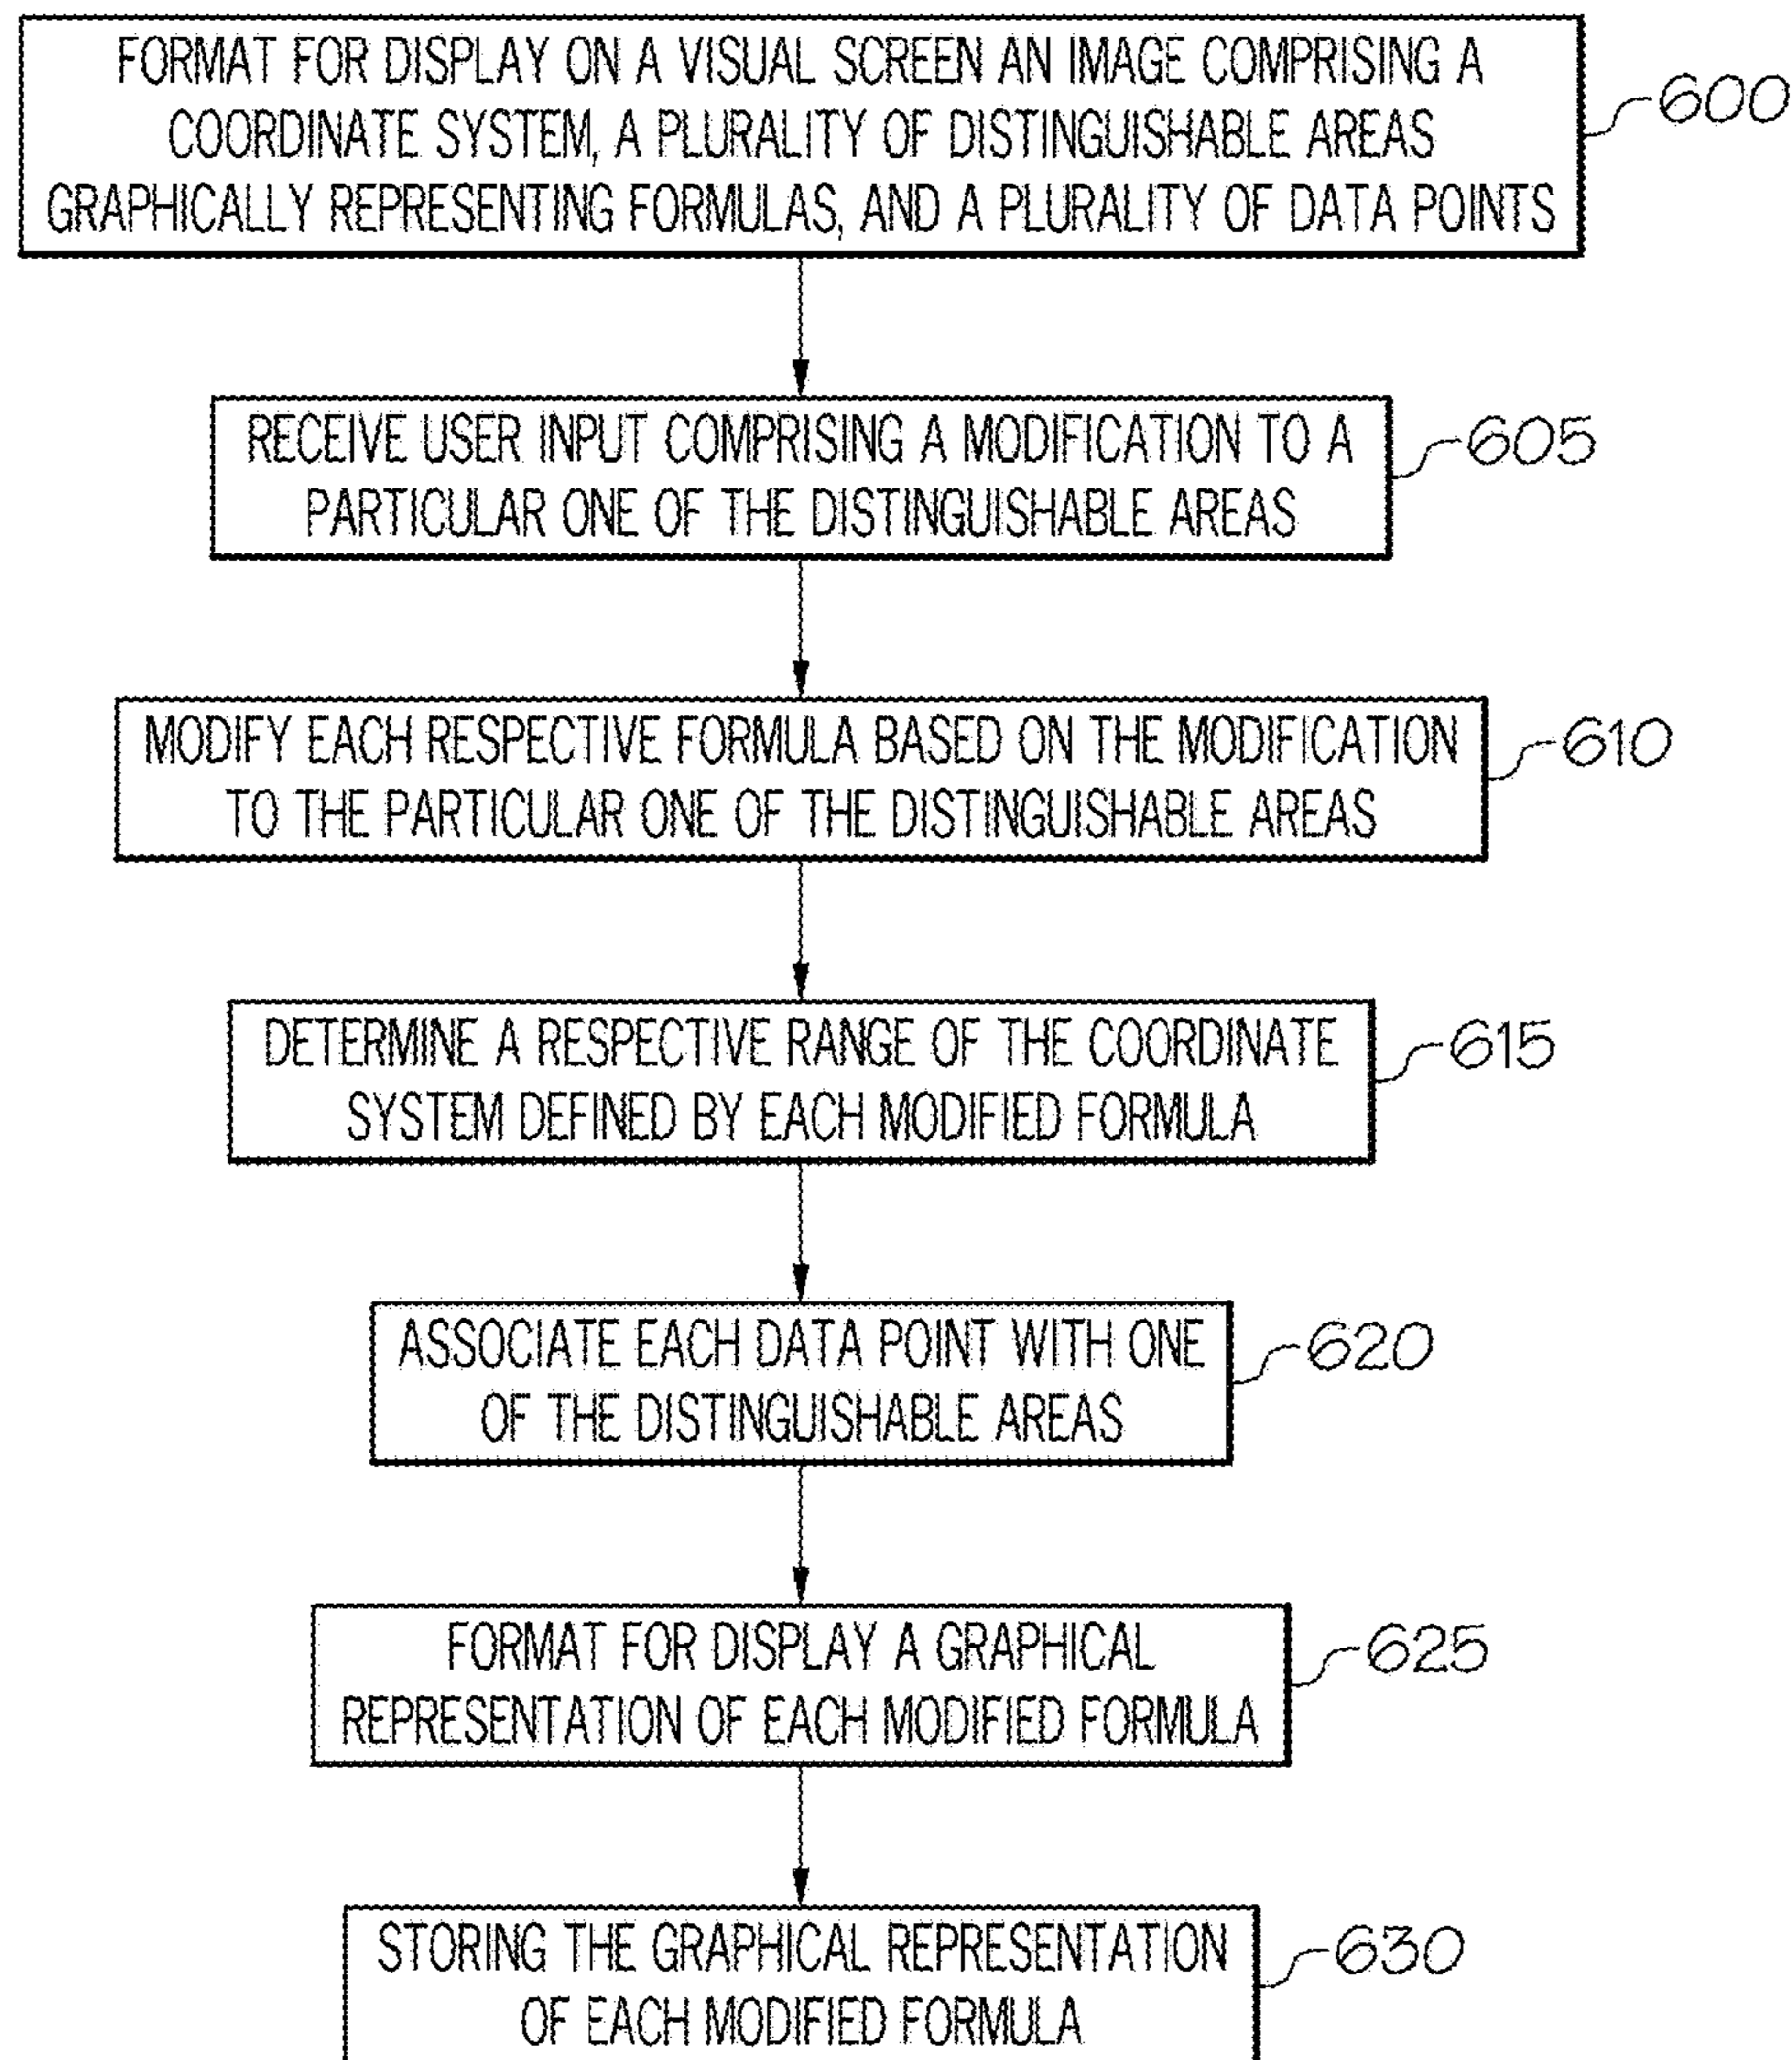 FORMAT FOR DISPLAY ON A VISUAL SCREEN AN IMAGE COMPRISING A
COORDINATE SYSTEM, A PLURALITY OF DISTINGUISHABLE AREAS
GRAPHICALLY REPRESENTING FORMULAS, AND A PLURALITY OF DATA POINTS
600
RECEIVE USER INPUT COMPRISING A MODIFICATION TO A
PARTICULAR ONE OF THE DISTINGUISHABLE AREAS
605
MODIFY EACH RESPECTIVE FORMULA BASED ON THE MODIFICATION
TO THE PARTICULAR ONE OF THE DISTINGUISHABLE AREAS
610
DETERMINE A RESPECTIVE RANGE OF THE COORDINATE
SYSTEM DEFINED BY EACH MODIFIED FORMULA
615
ASSOCIATE EACH DATA POINT WITH ONE
OF THE DISTINGUISHABLE AREAS
620
FORMAT FOR DISPLAY A GRAPHICAL
REPRESENTATION OF EACH MODIFIED FORMULA
625
STORING THE GRAPHICAL REPRESENTATION
OF EACH MODIFIED FORMULA
630